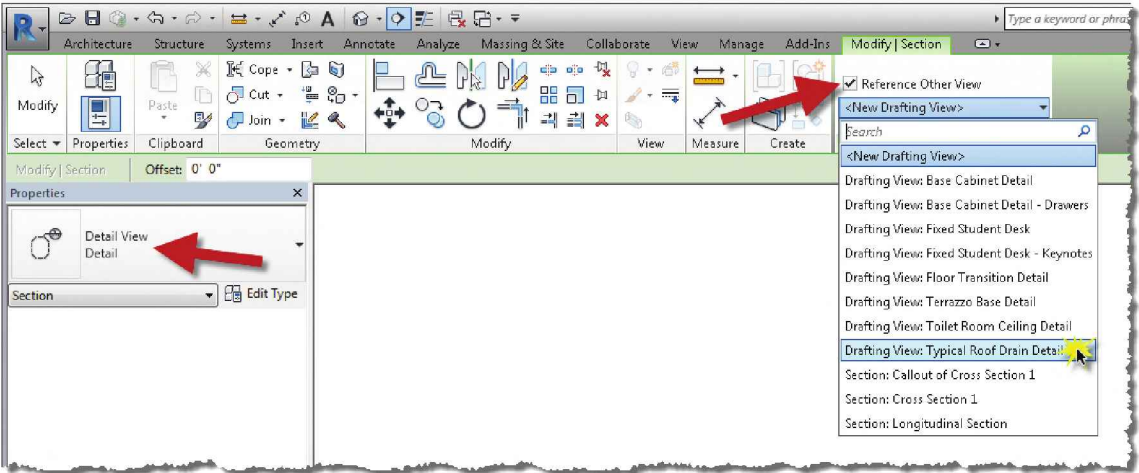 Type a keyword or phras
Architecture Structure Systems Insert Annotate Analyze Massing & Site Collaborate View Manage Add-Ins Modify | Section
Modify
Paste
Cope
Cut
Join
Reference Other View
<New Drafting View>
Select Properties Clipboard Geometry Modify View Measure Create
Search
<New Drafting View>
Drafting View: Base Cabinet Detail
Drafting View: Base Cabinet Detail - Drawers
Drafting View: Fixed Student Desk
Drafting View: Fixed Student Desk - Keynotes
Drafting View: Floor Transition Detail
Drafting View: Terrazzo Base Detail
Drafting View: Toilet Room Ceiling Detail
Drafting View: Typical Roof Drain Detail
Section: Callout of Cross Section 1
Section: Cross Section 1
Section: Longitudinal Section
Modify | Section Offset: 0' 0"
Properties
Detail View
Detail
Section Edit Type